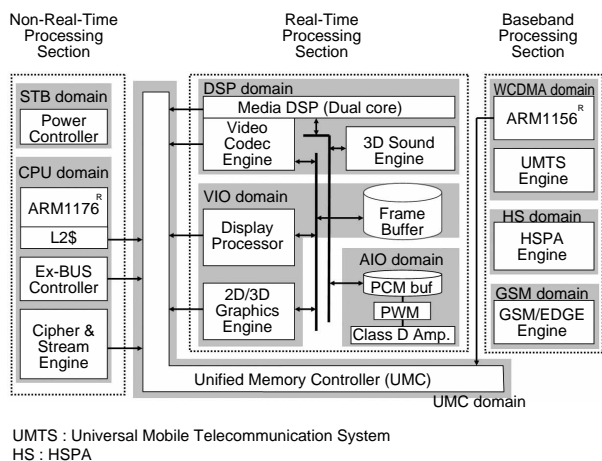 Non-Real-Time
Processing
Section
Real-Time
Processing
Section
Baseband
Processing
Section
STB domain
Power
Controller
CPU domain
ARM1176 R
L2$
Ex-BUS
Controller
Cipher &
Stream
Engine
DSP domain
Media DSP (Dual core)
Video
Codec
Engine
3D Sound
Engine
VIO domain
Display
Processor
Frame
Buffer
2D/3D
Graphics
Engine
AIO domain
PCM buf
PWM
Class D Amp.
WCDMA domain
ARM1156 R
UMTS
Engine
HS domain
HSPA
Engine
GSM domain
GSM/EDGE
Engine
Unified Memory Controller (UMC)
UMC domain
UMTS : Universal Mobile Telecommunication System
HS : HSPA